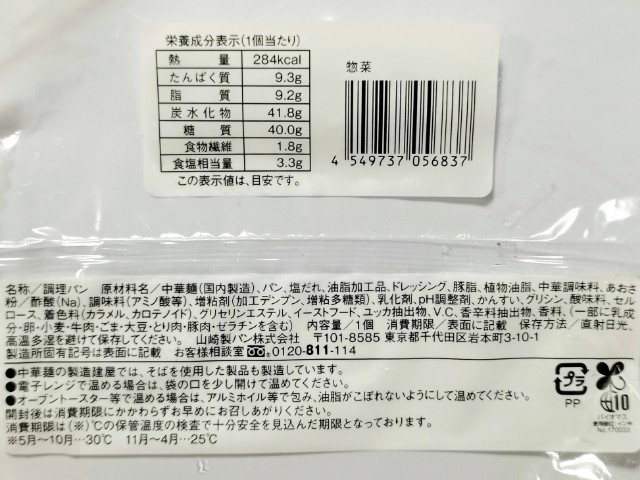 栄養成分表示(1個当たり)
熱量 284kcal
たんぱく質 9.3g
脂質 9.2g
炭水化物 41.8g
糖質 40.0g
食物繊維 1.8g
食塩相当量 3.3g
この表示値は、目安です。
惣菜
4 549737 056837
名称/調理パン 原材料名/中華麺(国内製造)、パン、塩だれ、油脂加工品、ドレッシング、豚脂、植物油脂、中華調味料、あおさ
粉/酢酸(Na)、調味料(アミノ酸等)、増粘剤(加工デンプン、増粘多糖類)、乳化剤、pH調整剤、かんすい、グリシン、酸味料、セル
ロース、着色料(カラメル、カロテノイド)、グリセリンエステル、イーストフード、ユッカ抽出物、V.C、香辛料抽出物、香料、(一部に乳成
分・卵・小麦・牛肉・ごま・大豆・とり肉・豚肉・ゼラチンを含む) 内容量/1個 消費期限/表面に記載 保存方法/直射日光、
高温多湿を避けて保存してください。 山崎製パン株式会社 〒101-8585 東京都千代田区岩本町3-10-1
製造所固有記号は表面に記載 お客様相談室 0120-811-114
●中華麺の製造建屋では、そばを使用した製品も製造しています。
●電子レンジで温める場合は、袋の口を少し開けて温めてください。
●オーブントースター等で温める場合は、アルミホイル等で包み、油脂がこぼれないようにして温めてください。
開封後は消費期限にかかわらずお早めにお召しあがりください。
消費期限は(※)℃の保管温度の検査で十分安全を見込んだ期限となっております。
※5月～10月…30℃ 11月～4月…25℃
プラ
PP
10
バイオマス